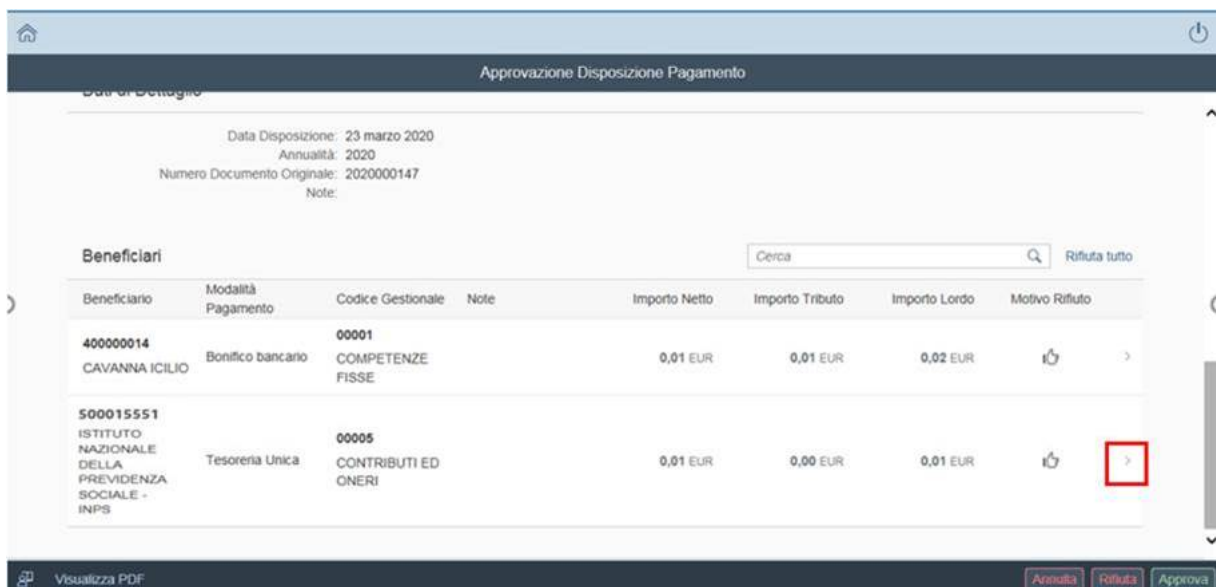 Approvazione Disposizione Pagamento
Dati di Dettaglio
Data Disposizione: 23 marzo 2020
Annualità: 2020
Numero Documento Originale: 2020000147
Note:
Beneficiari
Cerca
Rifiuta tutto
Beneficiario
Modalità
Pagamento
Codice Gestionale
Note
Importo Netto
Importo Tributo
Importo Lordo
Motivo Rifiuto
400000014
CAVANNA ICILIO
Bonifico bancario
00001
COMPETENZE
FISSE
0,01 EUR
0,01 EUR
0,02 EUR
500015551
ISTITUTO
NAZIONALE
DELLA
PREVIDENZA
SOCIALE -
INPS
Tesoreria Unica
00005
CONTRIBUTI ED
ONERI
0,01 EUR
0,00 EUR
0,01 EUR
Visualizza PDF
Annulla
Rifiuta
Approva